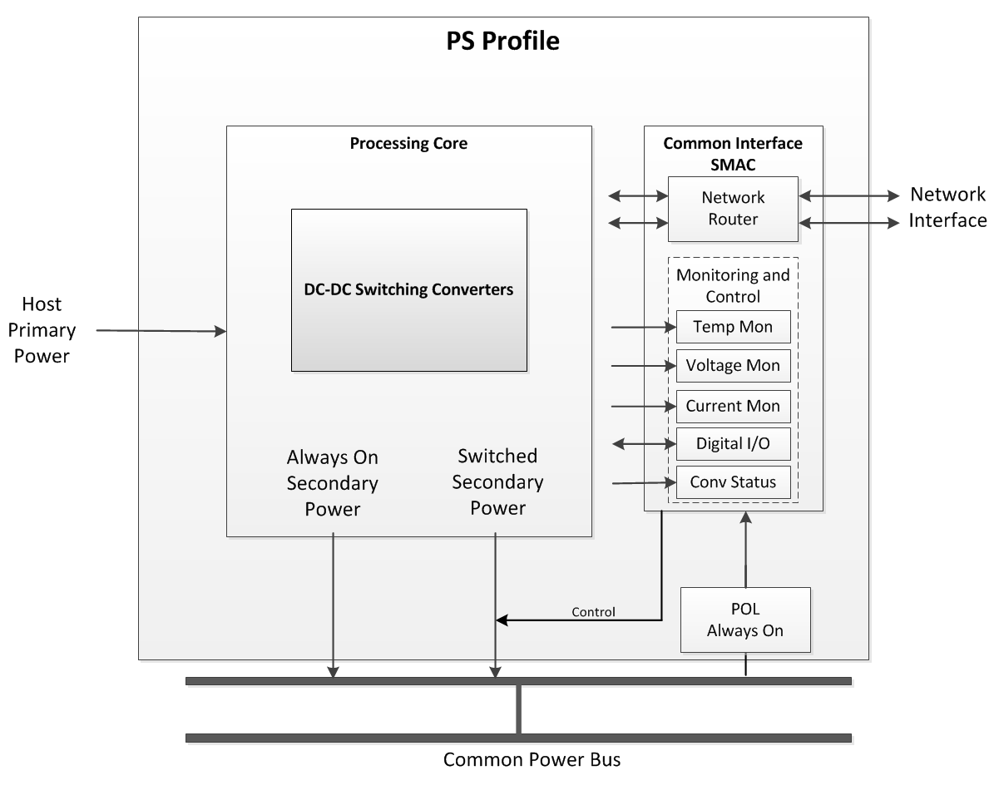 PS Profile
Processing Core
DC-DC Switching Converters
Always On
Secondary
Power
Switched
Secondary
Power
Common Interface
SMAC
Network
Router
Monitoring and
Control
Temp Mon
Voltage Mon
Current Mon
Digital I/O
Conv Status
Network
Interface
Host
Primary
Power
Control
POL
Always On
Common Power Bus